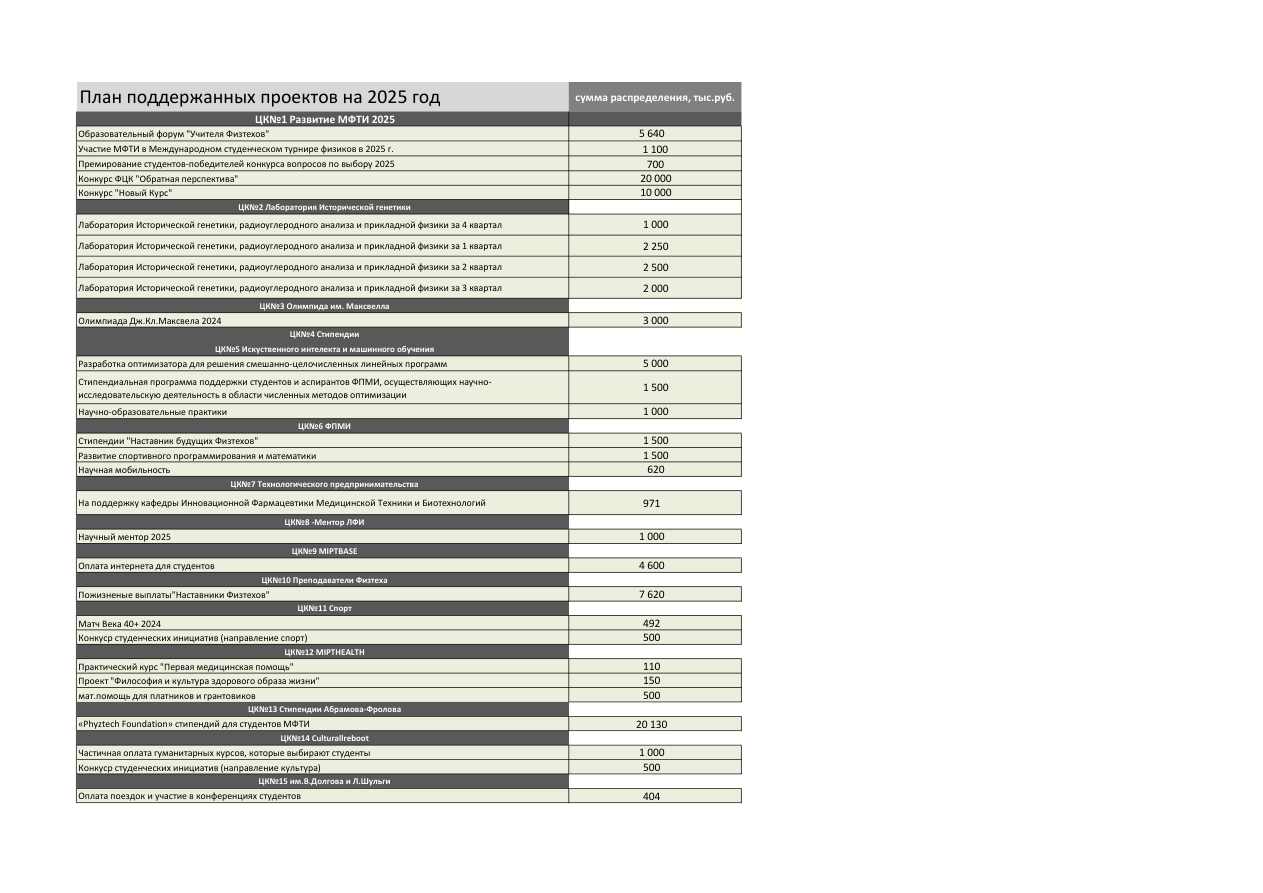 План поддержанных проектов на 2025 год сумма распределения, тыс.руб.
ЦК№1 Развитие МФТИ 2025
Образовательный форум "Учителя Физтехов" 5 640
Участие МФТИ в Международном студенческом турнире физиков в 2025 г. 1 100
Премирование студентов-победителей конкурса вопросов по выбору 2025 700
Конкурс ФЦК "Обратная перспектива" 20 000
Конкурс "Новый Курс" 10 000
ЦК№2 Лаборатория Исторической генетики
Лаборатория Исторической генетики, радиоуглеродного анализа и прикладной физики за 4 квартал 1 000
Лаборатория Исторической генетики, радиоуглеродного анализа и прикладной физики за 1 квартал 2 250
Лаборатория Исторической генетики, радиоуглеродного анализа и прикладной физики за 2 квартал 2 500
Лаборатория Исторической генетики, радиоуглеродного анализа и прикладной физики за 3 квартал 2 000
ЦК№3 Олимпида им. Максвелла
Олимпиада Дж.Кл.Максвела 2024 3 000
ЦК№4 Стипендии
ЦК№5 Искуственного интелекта и машинного обучения
Разработка оптимизатора для решения смешанно-целочисленных линейных программ 5 000
Стипендиальная программа поддержки студентов и аспирантов ФПМИ, осуществляющих научно-
исследовательскую деятельность в области численных методов оптимизации 1 500
Научно-образовательные практики 1 000
ЦК№6 ФПМИ
Стипендии "Наставник будущих Физтехов" 1 500
Развитие спортивного программирования и математики 1 500
Научная мобильность 620
ЦК№7 Технологического предпринимательства
На поддержку кафедры Инновационной Фармацевтики Медицинской Техники и Биотехнологий 971
ЦК№8 -Ментор ЛФИ
Научный ментор 2025 1 000
ЦК№9 MIPTBASE
Оплата интернета для студентов 4 600
ЦК№10 Преподаватели Физтеха
Пожизненые выплаты"Наставники Физтехов" 7 620
ЦК№11 Спорт
Матч Века 40+ 2024 492
Конкуср студенческих инициатив (направление спорт) 500
ЦК№12 MIPTHEALTH
Практический курс "Первая медицинская помощь" 110
Проект "Философия и культура здорового образа жизни" 150
мат.помощь для платников и грантовиков 500
ЦК№13 Стипендии Абрамова-Фролова
«Phyztech Foundation» стипендий для студентов МФТИ 20 130
ЦК№14 Culturallreboot
Частичная оплата гуманитарных курсов, которые выбирают студенты 1 000
Конкуср студенческих инициатив (направление культура) 500
ЦК№15 им.В.Долгова и Л.Шульги
Оплата поездок и участие в конференциях студентов 404